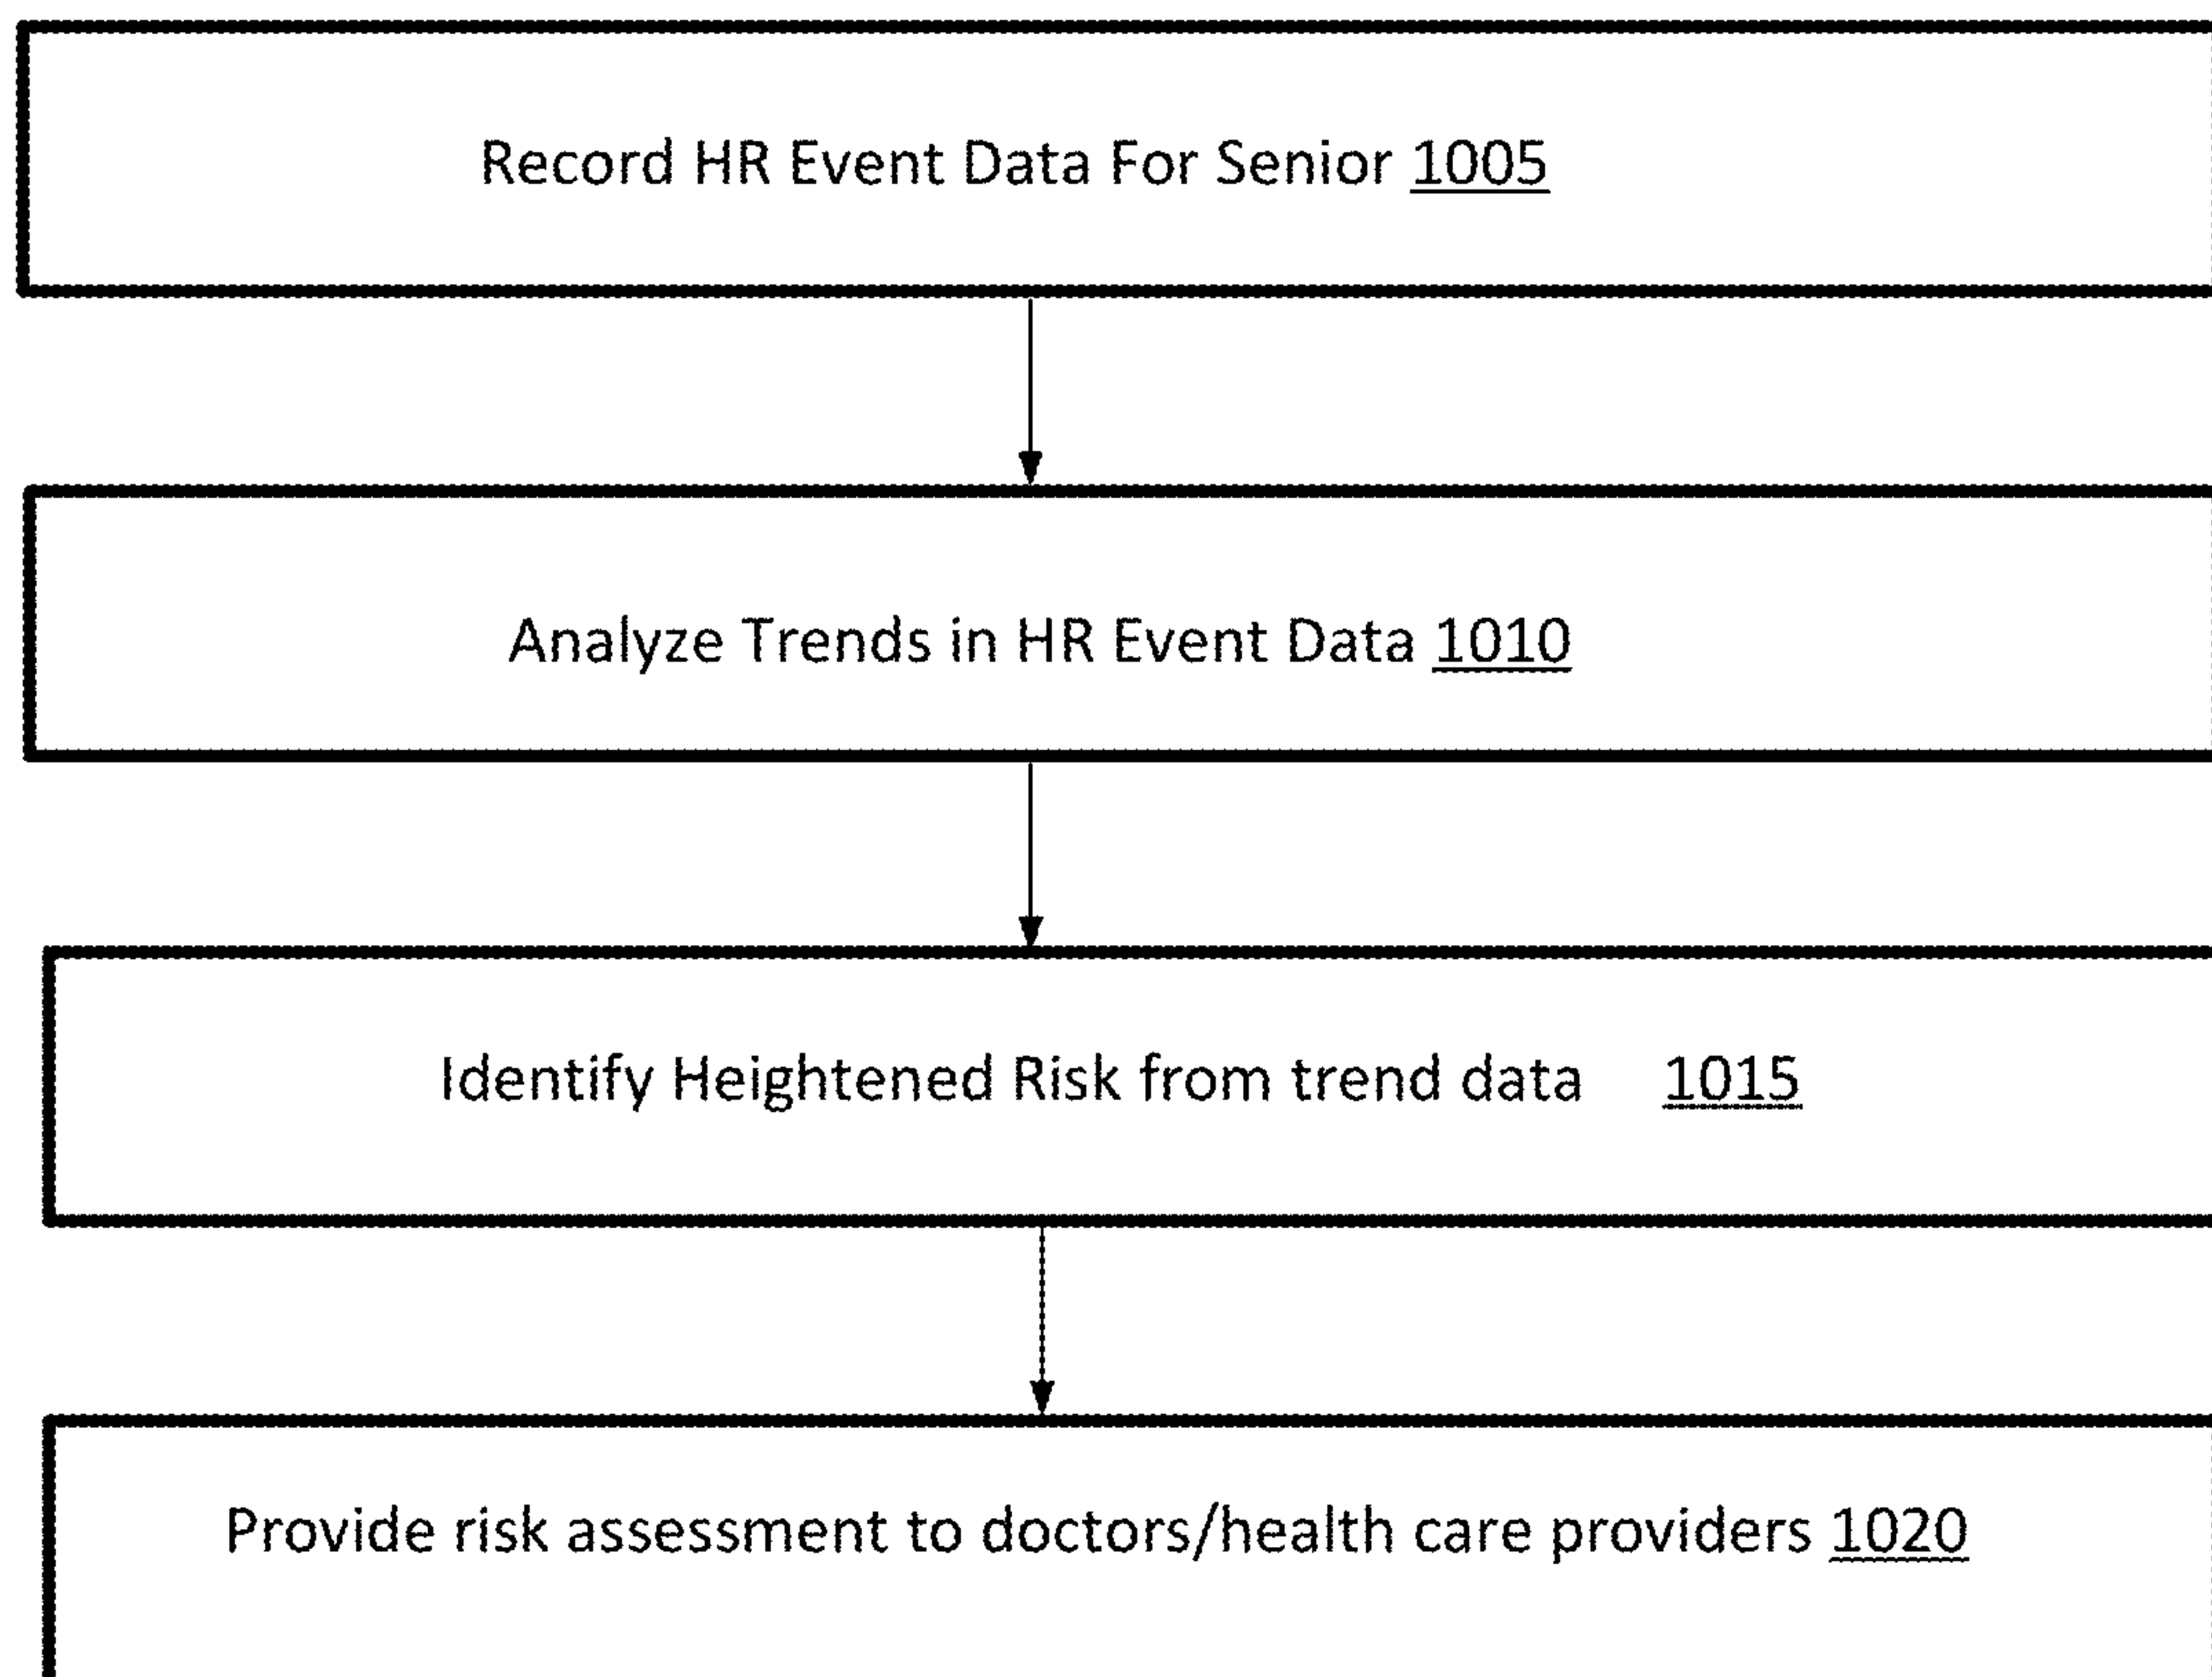 Record HR Event Data For Senior 1005
Analyze Trends in HR Event Data 1010
Identify Heightened Risk from trend data 1015
Provide risk assessment to doctors/health care providers 1020